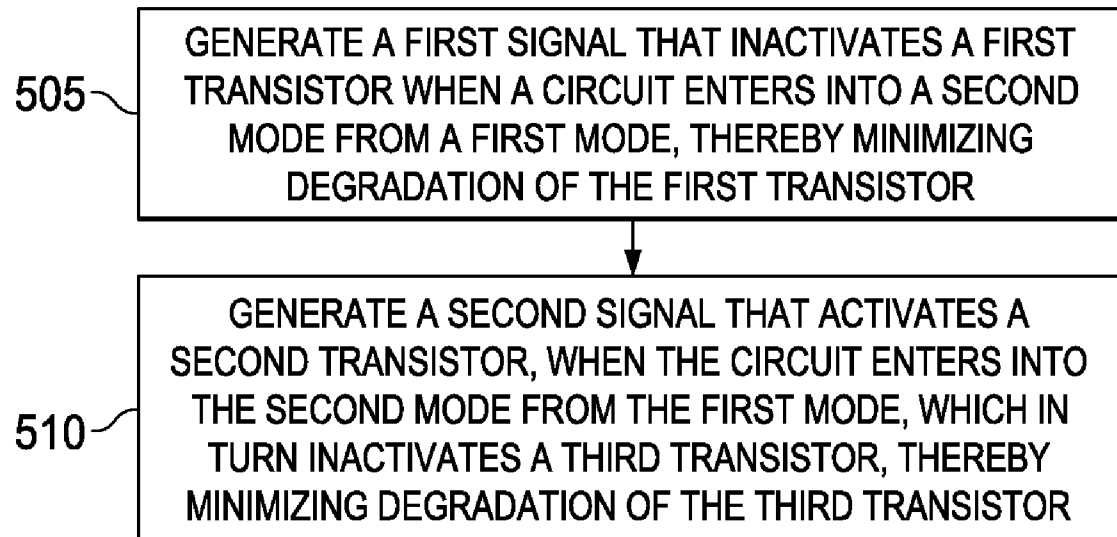 505
GENERATE A FIRST SIGNAL THAT INACTIVATES A FIRST
TRANSISTOR WHEN A CIRCUIT ENTERS INTO A SECOND
MODE FROM A FIRST MODE, THEREBY MINIMIZING
DEGRADATION OF THE FIRST TRANSISTOR
510
GENERATE A SECOND SIGNAL THAT ACTIVATES A
SECOND TRANSISTOR, WHEN THE CIRCUIT ENTERS INTO
THE SECOND MODE FROM THE FIRST MODE, WHICH IN
TURN INACTIVATES A THIRD TRANSISTOR, THEREBY
MINIMIZING DEGRADATION OF THE THIRD TRANSISTOR